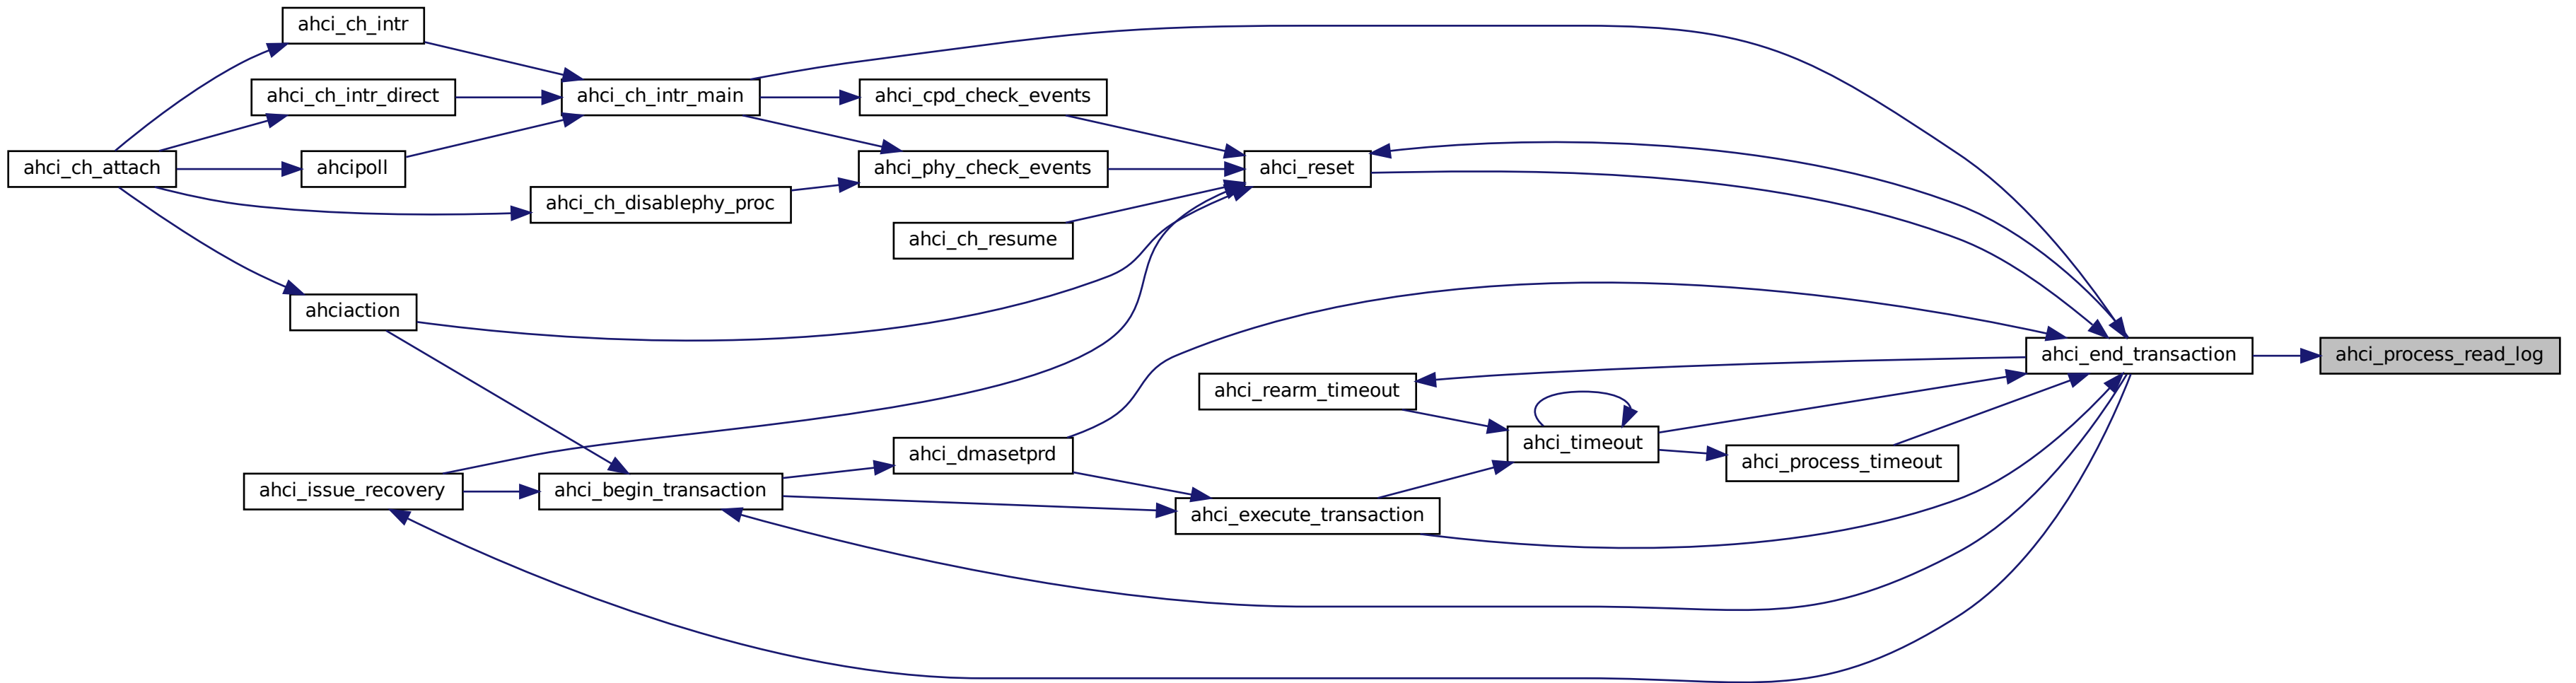 ahci_ch_intr
ahci_ch_intr_direct
ahci_ch_intr_main
ahci_cpd_check_events
ahci_ch_attach
ahcipoll
ahci_phy_check_events
ahci_reset
ahci_ch_disablephy_proc
ahci_ch_resume
ahciaction
ahci_end_transaction
ahci_process_read_log
ahci_rearm_timeout
ahci_timeout
ahci_dmasetprd
ahci_process_timeout
ahci_issue_recovery
ahci_begin_transaction
ahci_execute_transaction